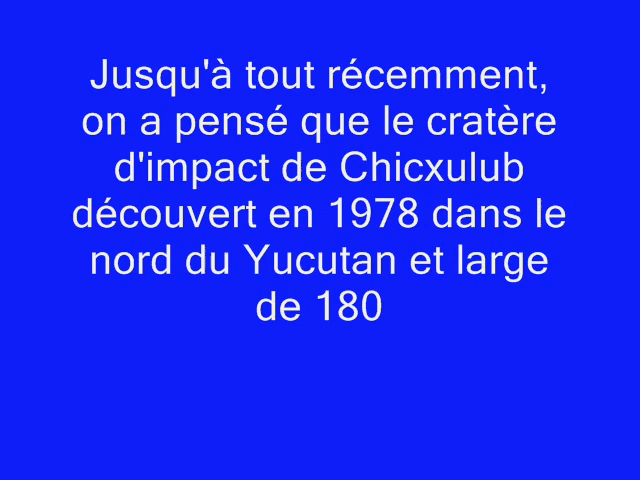 Jusqu'à tout récemment,
on a pensé que le cratère
d'impact de Chicxulub
découvert en 1978 dans le
nord du Yucutan et large
de 180